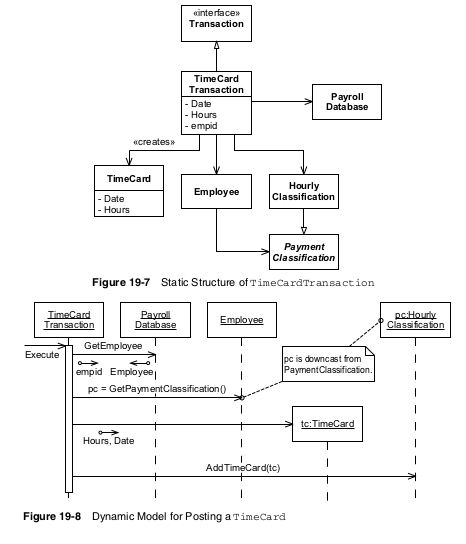 «interface»
Transaction
TimeCard
Transaction
- Date
- Hours
- empid
Payroll
Database
«creates»
TimeCard
- Date
- Hours
Employee
Hourly
Classification
Payment
Classification
Figure 19-7 Static Structure of TimeCardTransaction
TimeCard
Transaction
Payroll
Database
Employee
pc:Hourly
Classification
Execute
GetEmployee
empid
Employee
pc is downcast from
PaymentClassification.
pc = GetPaymentClassification()
Hours, Date
tc:TimeCard
AddTimeCard(tc)
Figure 19-8 Dynamic Model for Posting a TimeCard